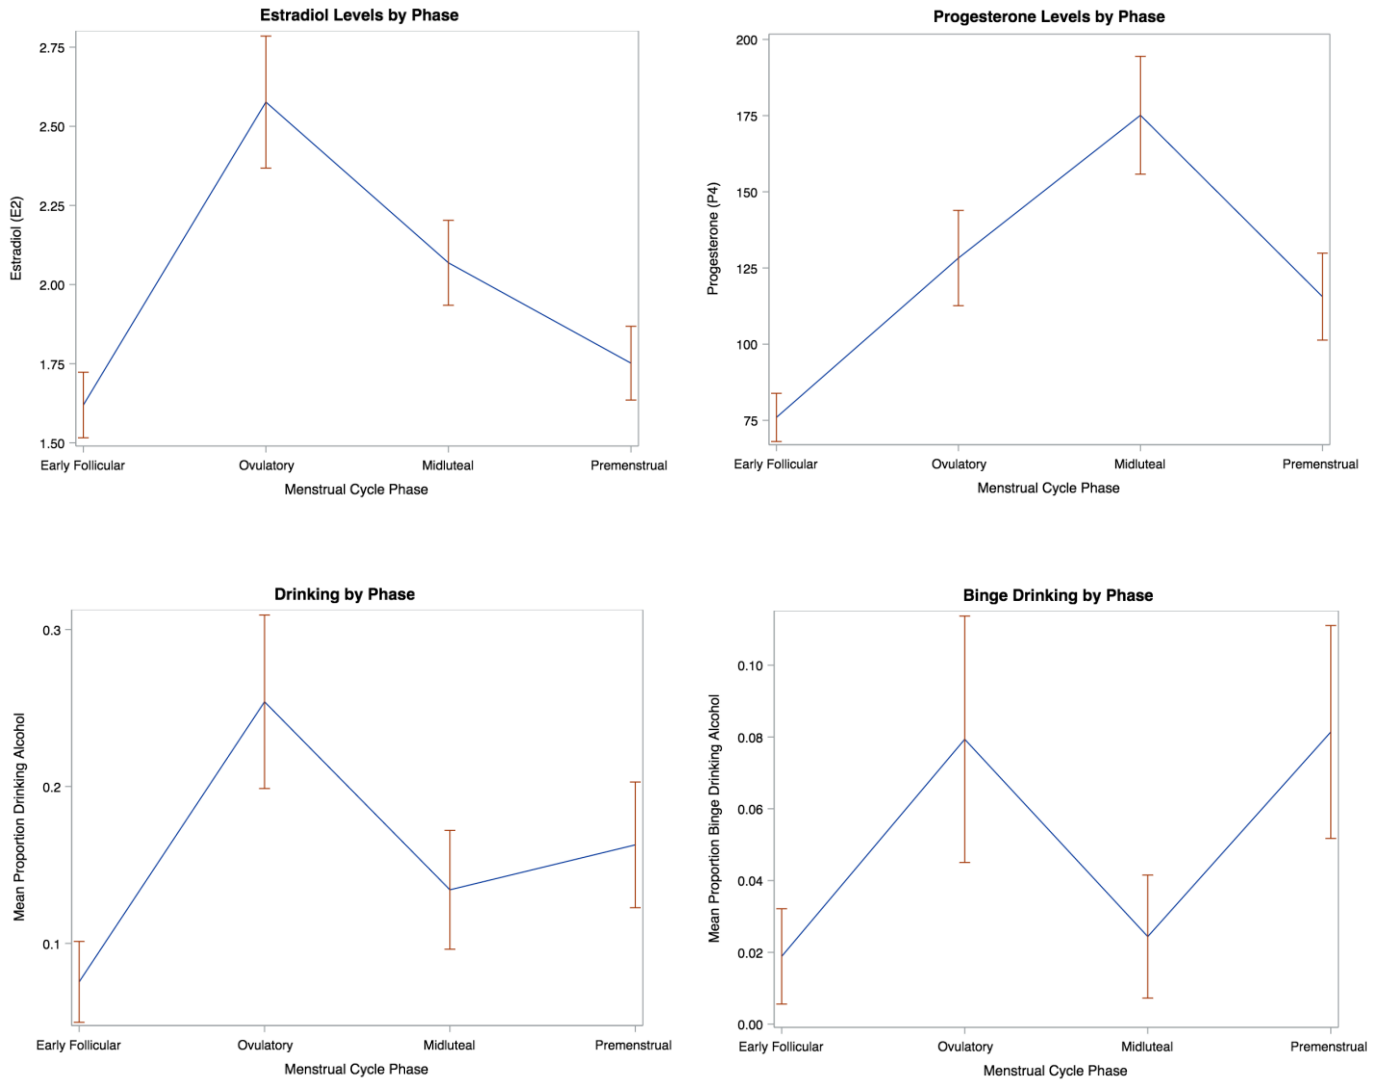 Estradiol Levels by Phase
2.75
2.50
2.25
2.00
1.75
1.50
Estradiol (E2)
Early Follicular Ovulatory Midluteal Premenstrual
Menstrual Cycle Phase
Progesterone Levels by Phase
200
175
150
125
100
75
Progesterone (P4)
Early Follicular Ovulatory Midluteal Premenstrual
Menstrual Cycle Phase
Drinking by Phase
0.3
0.2
0.1
Mean Proportion Drinking Alcohol
Early Follicular Ovulatory Midluteal Premenstrual
Menstrual Cycle Phase
Binge Drinking by Phase
0.10
0.08
0.06
0.04
0.02
0.00
Mean Proportion Binge Drinking Alcohol
Early Follicular Ovulatory Midluteal Premenstrual
Menstrual Cycle Phase